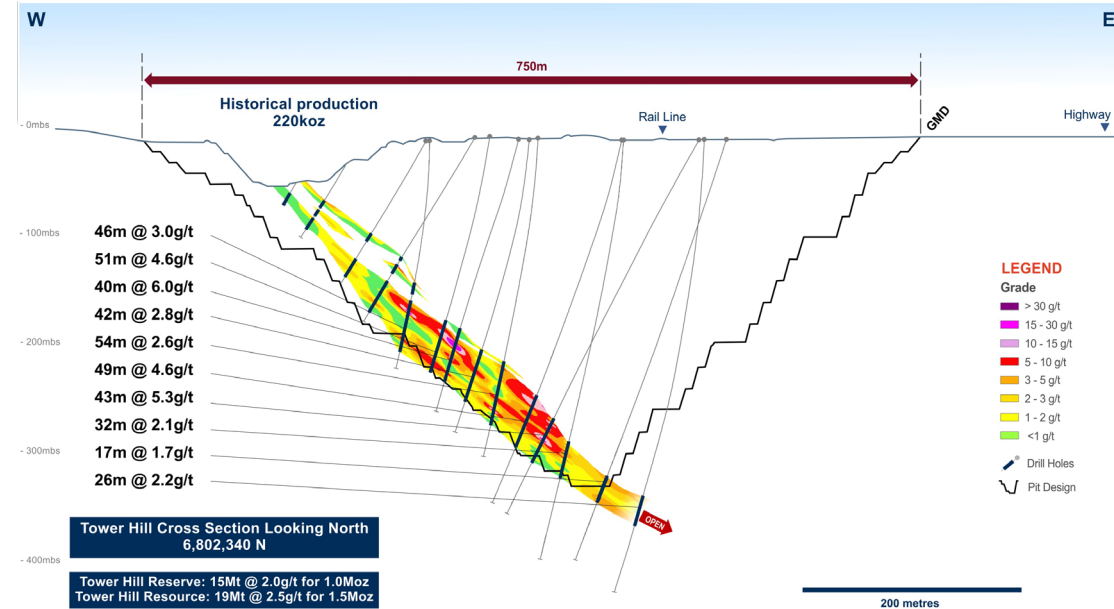 W
E
750m
Historical production
220koz
Rail Line
GMD
Highway
- 0mbs
- 100mbs
- 200mbs
- 300mbs
- 400mbs
46m @ 3.0g/t
51m @ 4.6g/t
40m @ 6.0g/t
42m @ 2.8g/t
54m @ 2.6g/t
49m @ 4.6g/t
43m @ 5.3g/t
32m @ 2.1g/t
17m @ 1.7g/t
26m @ 2.2g/t
LEGEND
Grade
> 30 g/t
15 - 30 g/t
10 - 15 g/t
5 - 10 g/t
3 - 5 g/t
2 - 3 g/t
1 - 2 g/t
<1 g/t
Drill Holes
Pit Design
OPEN
Tower Hill Cross Section Looking North
6,802,340 N
Tower Hill Reserve: 15Mt @ 2.0g/t for 1.0Moz
Tower Hill Resource: 19Mt @ 2.5g/t for 1.5Moz
200 metres